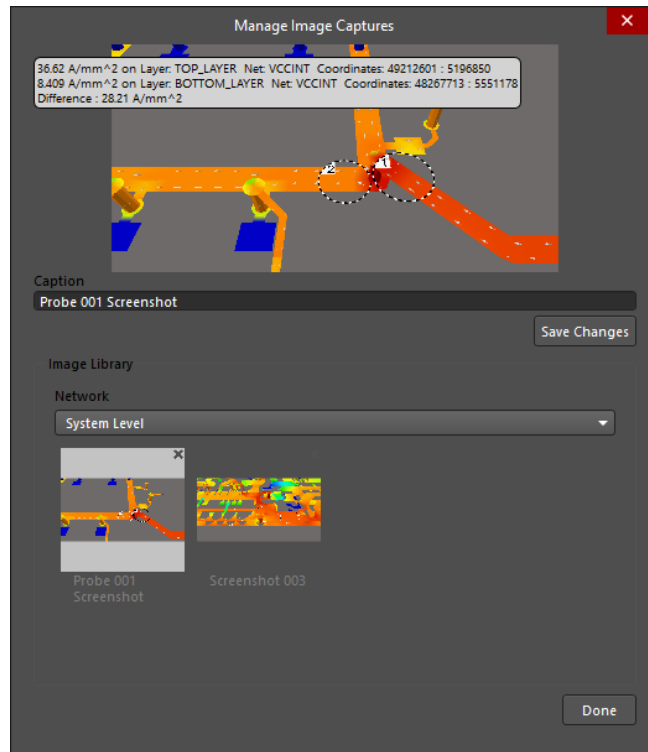 Manage Image Captures
36.62 A/mm^2 on Layer: TOP_LAYER Net: VCCINT Coordinates: 49212601 : 5196850
8.409 A/mm^2 on Layer: BOTTOM_LAYER Net: VCCINT Coordinates: 48267713 : 5551178
Difference : 28.21 A/mm^2
2
1
Caption
Probe 001 Screenshot
Save Changes
Image Library
Network
System Level
Probe 001
Screenshot
Screenshot 003
Done